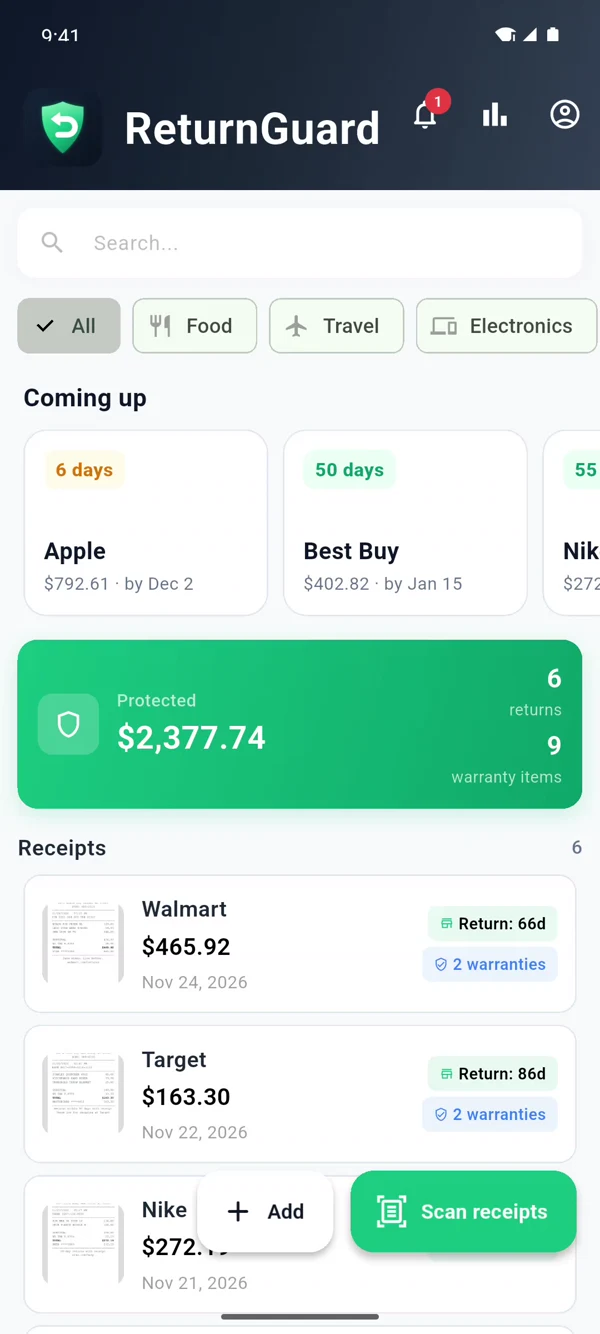 9:41
ReturnGuard
1
Search...
All
Food
Travel
Electronics
Coming up
6 days
50 days
55
Apple
Best Buy
Nik
$792.61 · by Dec 2
$402.82 · by Jan 15
$272
Protected
$2,377.74
6
returns
9
warranty items
Receipts
6
Walmart
$465.92
Nov 24, 2026
Return: 66d
2 warranties
Target
$163.30
Nov 22, 2026
Return: 86d
2 warranties
Nike
$272.
Nov 21, 2026
Add
Scan receipts